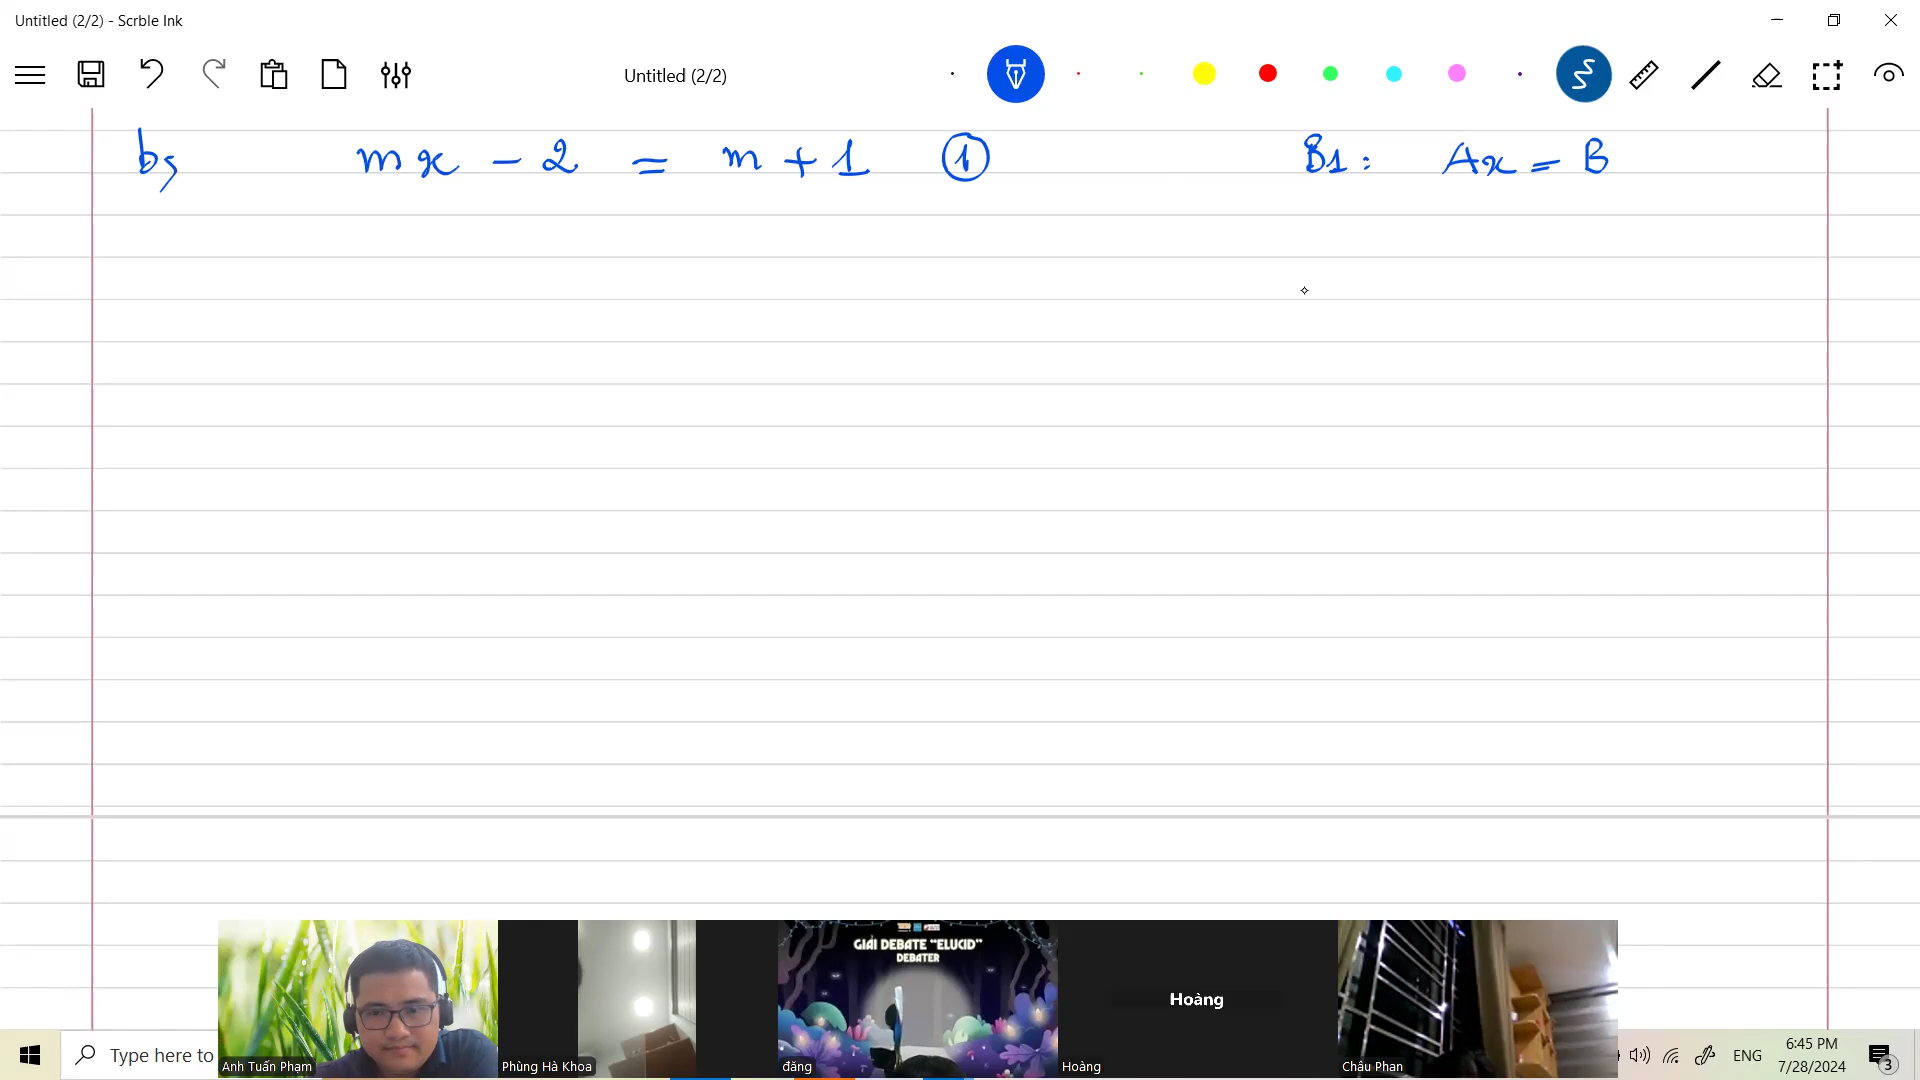 Untitled (2/2) - Scrble Ink
Untitled (2/2)
b, mx - 2 = m + 1 ① B1: Ax = B
GIẢI DEBATE "ELUCID"
DEBATER
Hoàng
Anh Tuấn Phạm
Phùng Hà Khoa
đăng
Hoàng
Châu Phan
Type here to
ENG
6:45 PM
7/28/2024
3